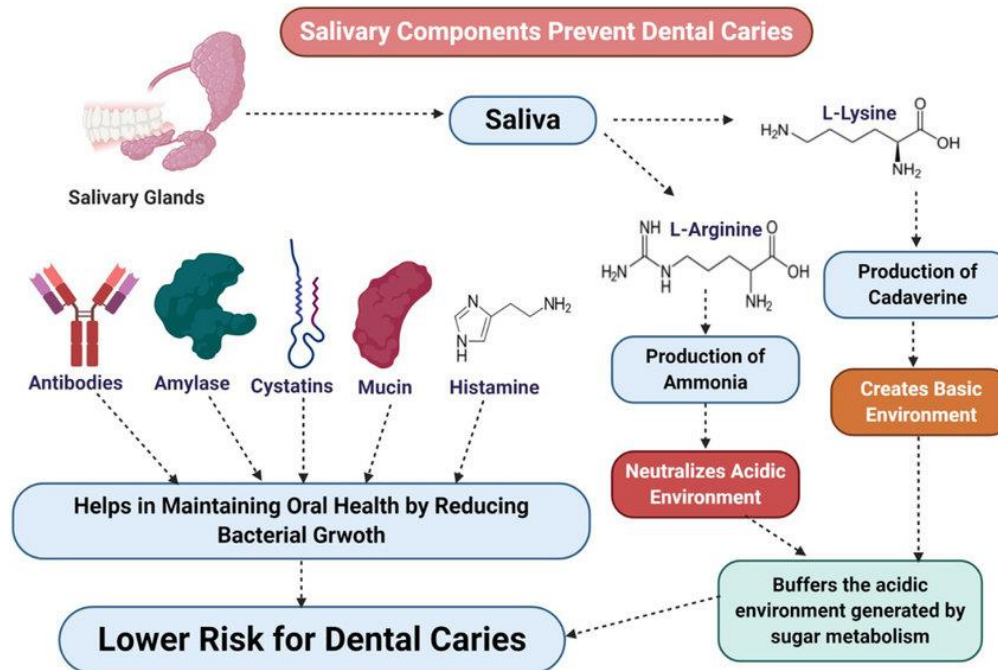 Salivary Components Prevent Dental Caries
Salivary Glands
Saliva
L-Lysine
H₂N
O
OH
NH₂
L-Arginine
NH
H₂N
N
H
O
OH
NH₂
Production of
Cadaverine
Production of
Ammonia
Creates Basic
Environment
Neutralizes Acidic
Environment
Antibodies
Amylase
Cystatins
Mucin
N
NH
NH₂
Histamine
Helps in Maintaining Oral Health by Reducing
Bacterial Grwoth
Buffers the acidic
environment generated by
sugar metabolism
Lower Risk for Dental Caries